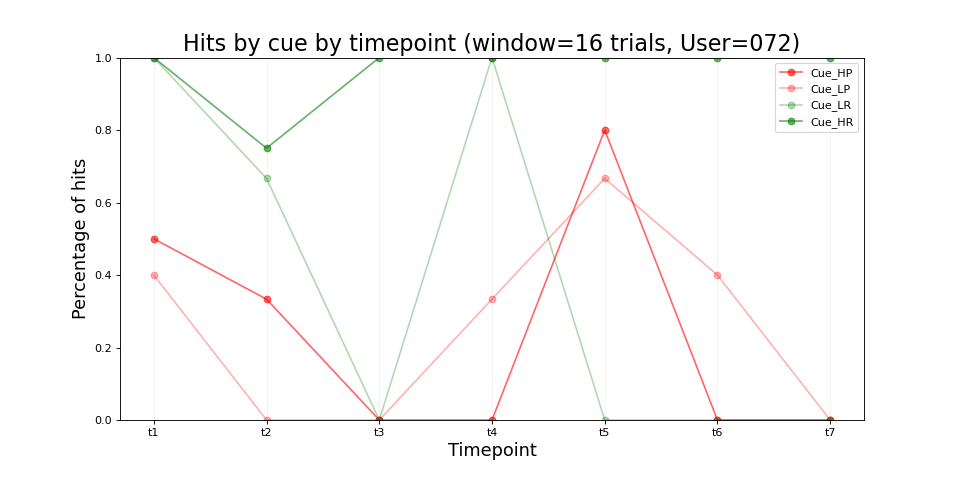 Hits by cue by timepoint (window=16 trials, User=072)
Percentage of hits
1.0
0.8
0.6
0.4
0.2
0.0
Cue_HP
Cue_LP
Cue_LR
Cue_HR
t1 t2 t3 t4 t5 t6 t7
Timepoint